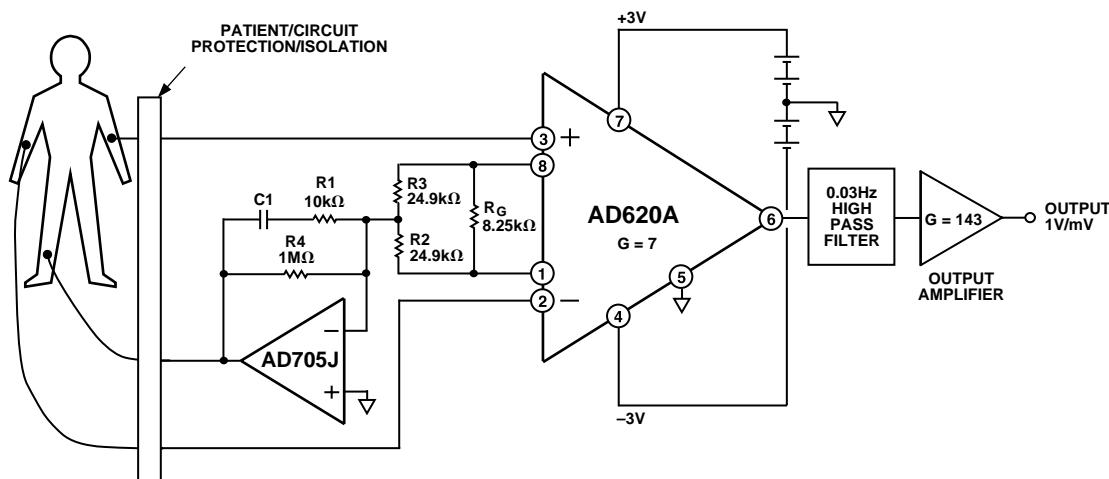 PATIENT/CIRCUIT
PROTECTION/ISOLATION
+3V
3
+
8
7
R1
10kΩ
C1
R3
24.9kΩ
RG
8.25kΩ
AD620A
G = 7
6
0.03Hz
HIGH
PASS
FILTER
G = 143
OUTPUT
1V/mV
OUTPUT
AMPLIFIER
R4
1MΩ
R2
24.9kΩ
1
2
–
5
4
–
AD705J
+
–3V